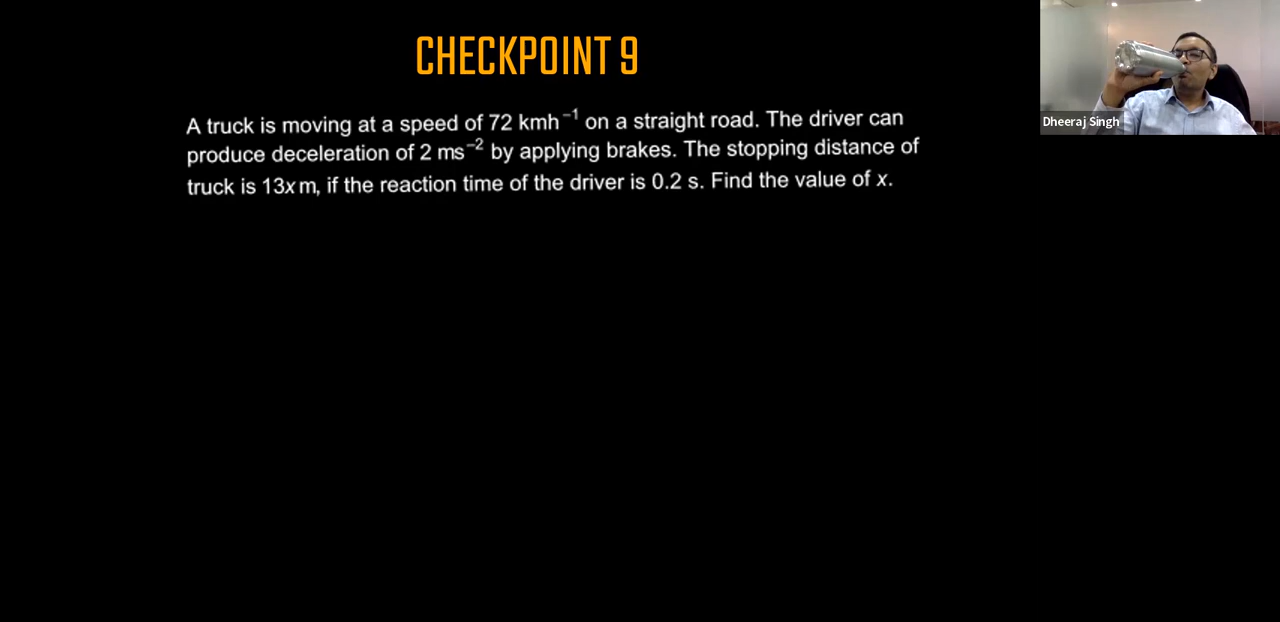 CHECKPOINT 9
Dheeraj Singh
A truck is moving at a speed of 72 kmh⁻¹ on a straight road. The driver can
produce deceleration of 2 ms⁻² by applying brakes. The stopping distance of
truck is 13x m, if the reaction time of the driver is 0.2 s. Find the value of x.